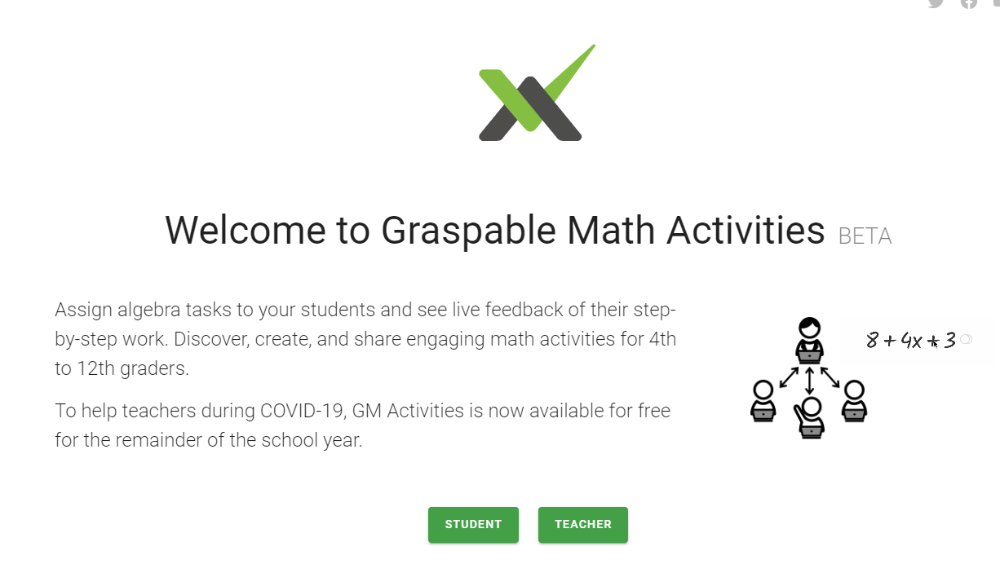 Welcome to Graspable Math Activities BETA
Assign algebra tasks to your students and see live feedback of their step-
by-step work. Discover, create, and share engaging math activities for 4th
to 12th graders.
8 + 4x + 3
To help teachers during COVID-19, GM Activities is now available for free
for the remainder of the school year.
STUDENT
TEACHER